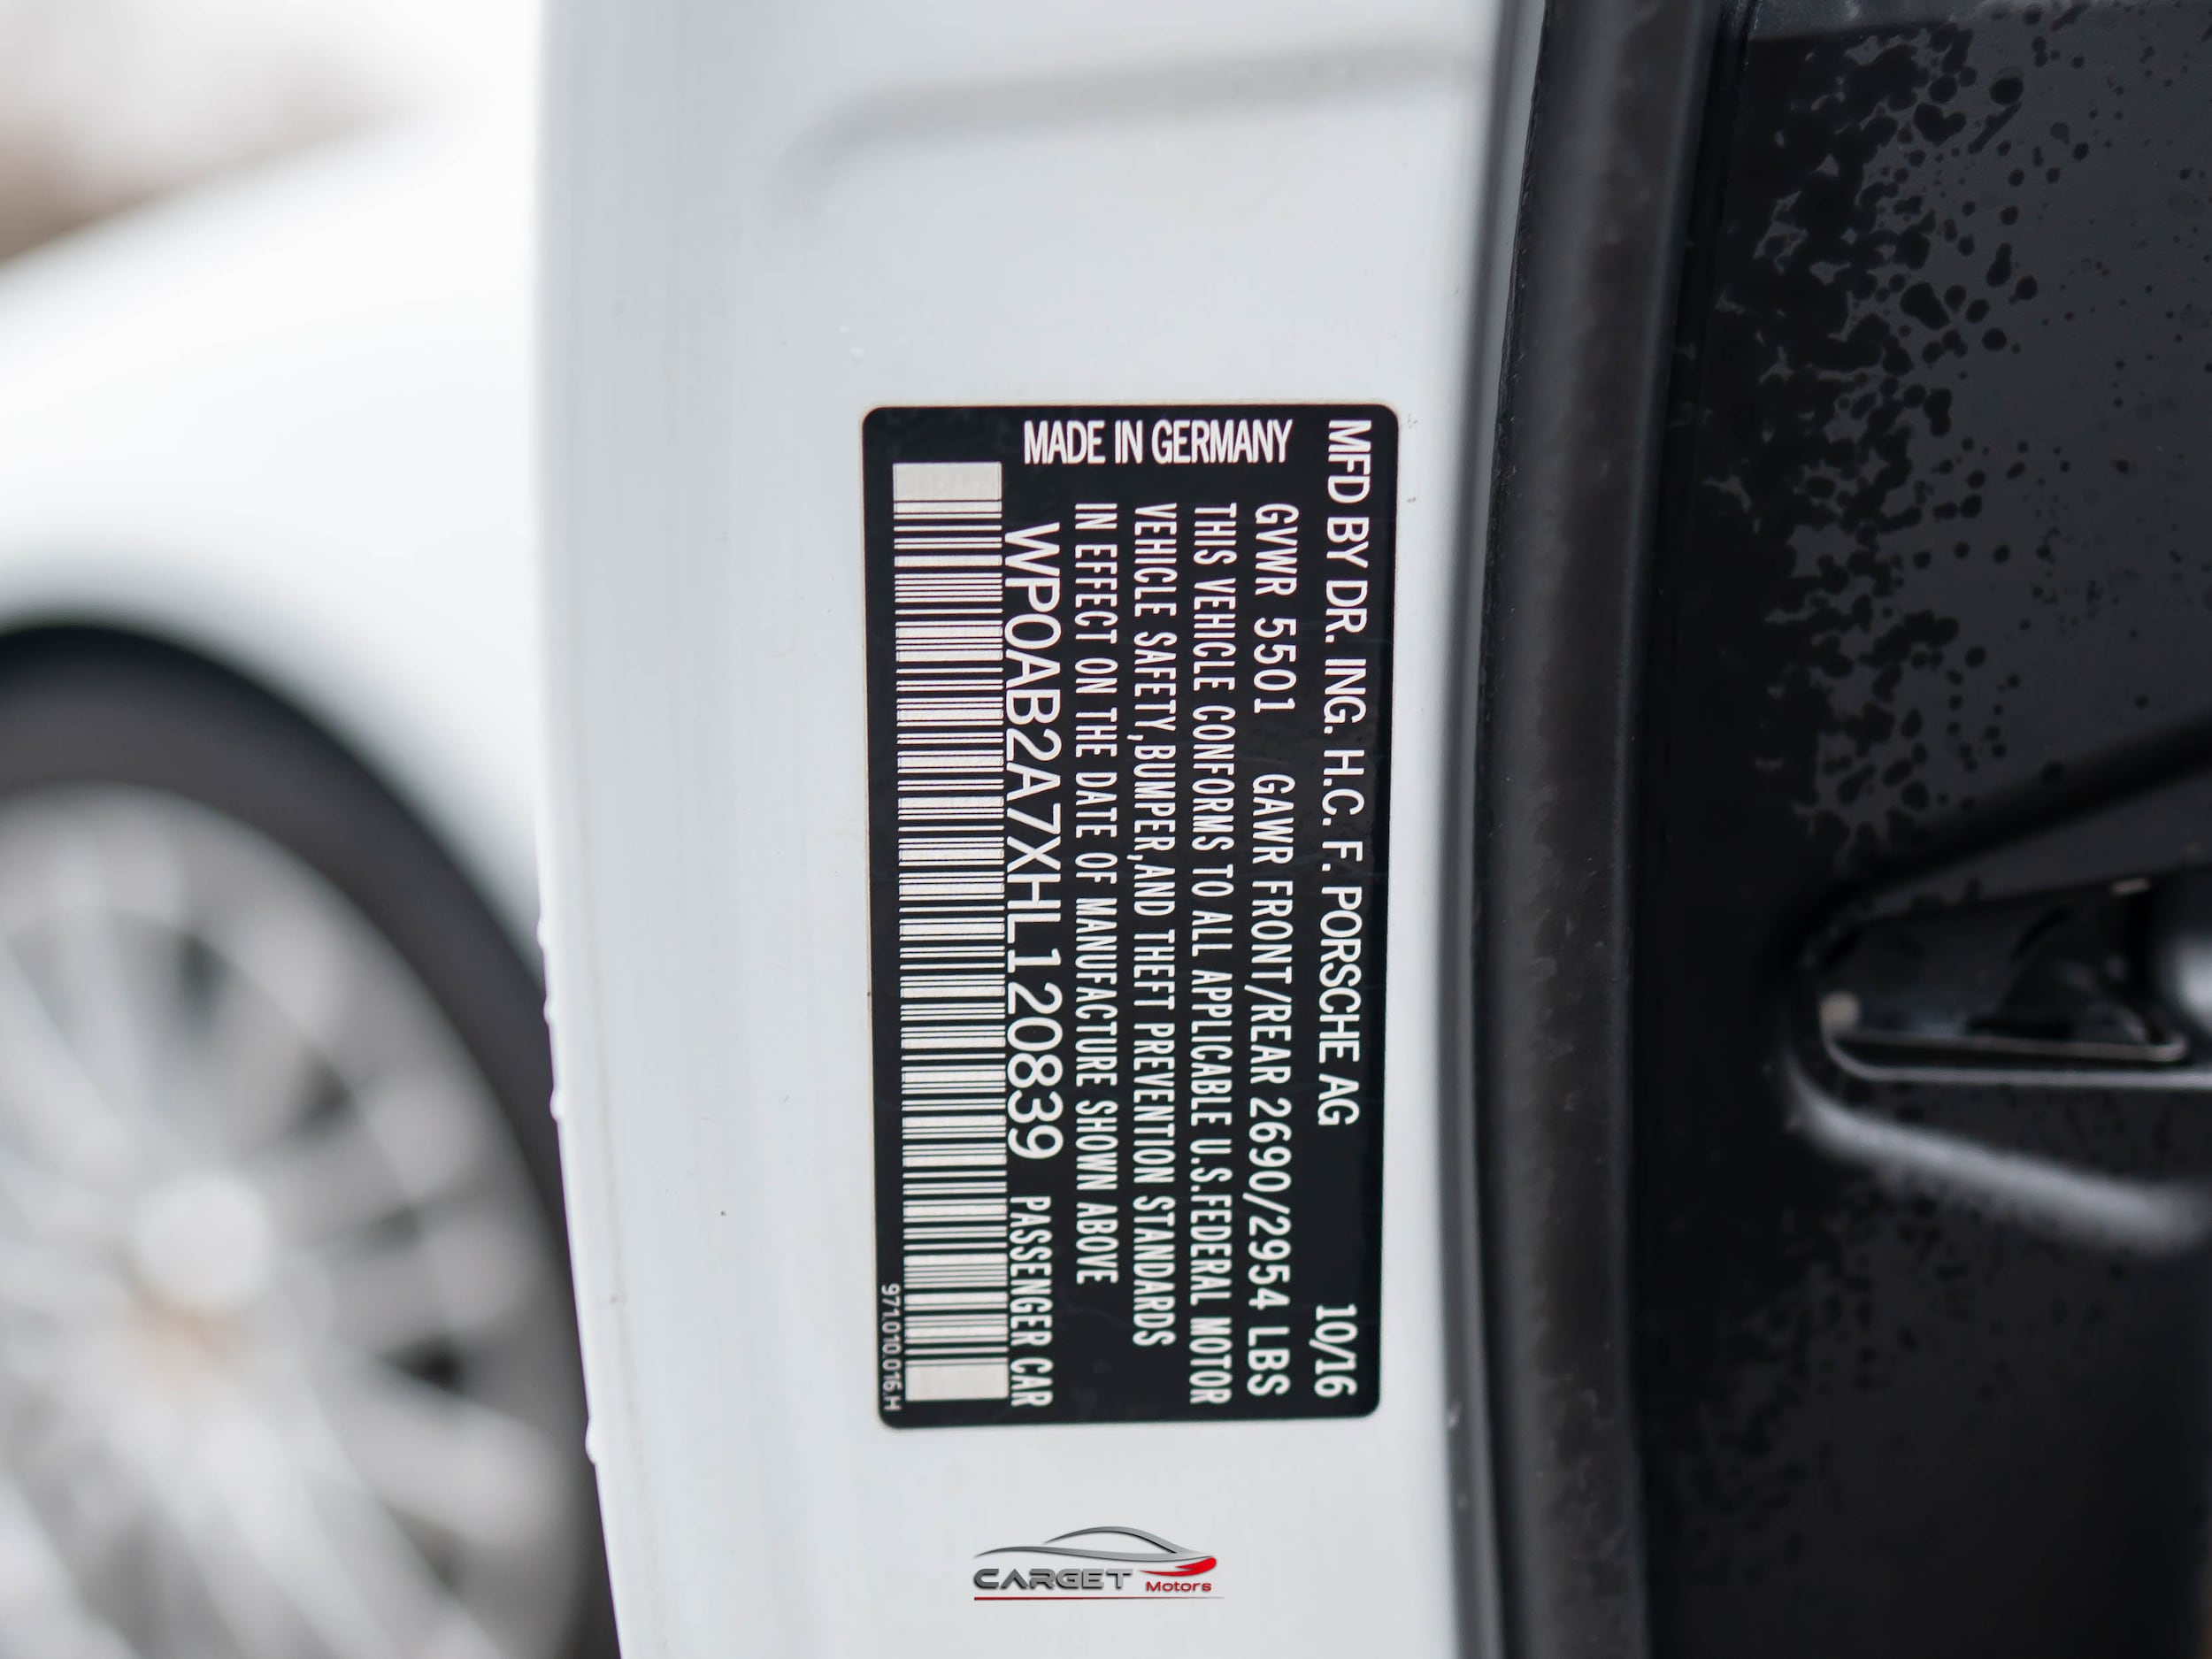 MFD BY DR. ING. H.C. F. PORSCHE AG 10/16
GVWR 5501 GAWR FRONT/REAR 2690/2954 LBS
THIS VEHICLE CONFORMS TO ALL APPLICABLE U.S.FEDERAL MOTOR
VEHICLE SAFETY,BUMPER,AND THEFT PREVENTION STANDARDS
IN EFFECT ON THE DATE OF MANUFACTURE SHOWN ABOVE
WP0AB2A7XHL120839 PASSENGER CAR
MADE IN GERMANY
971.010.016.H
CARGET
Motors